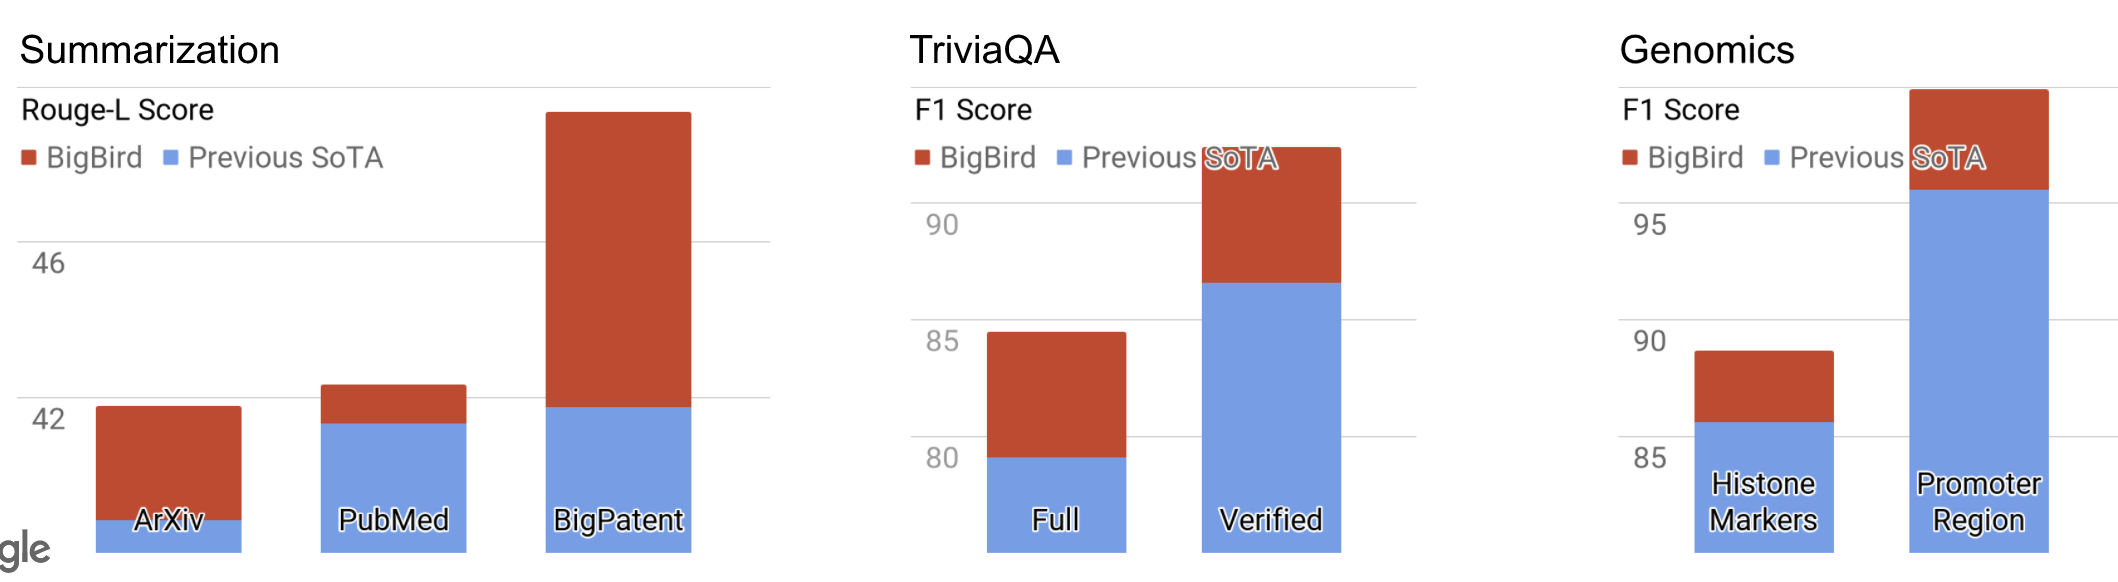 Summarization
Rouge-L Score
BigBird Previous SoTA
46
42
ArXiv PubMed BigPatent
TriviaQA
F1 Score
BigBird Previous SoTA
90
85
80
Full Verified
Genomics
F1 Score
BigBird Previous SoTA
95
90
85
Histone Markers
Promoter Region
gle